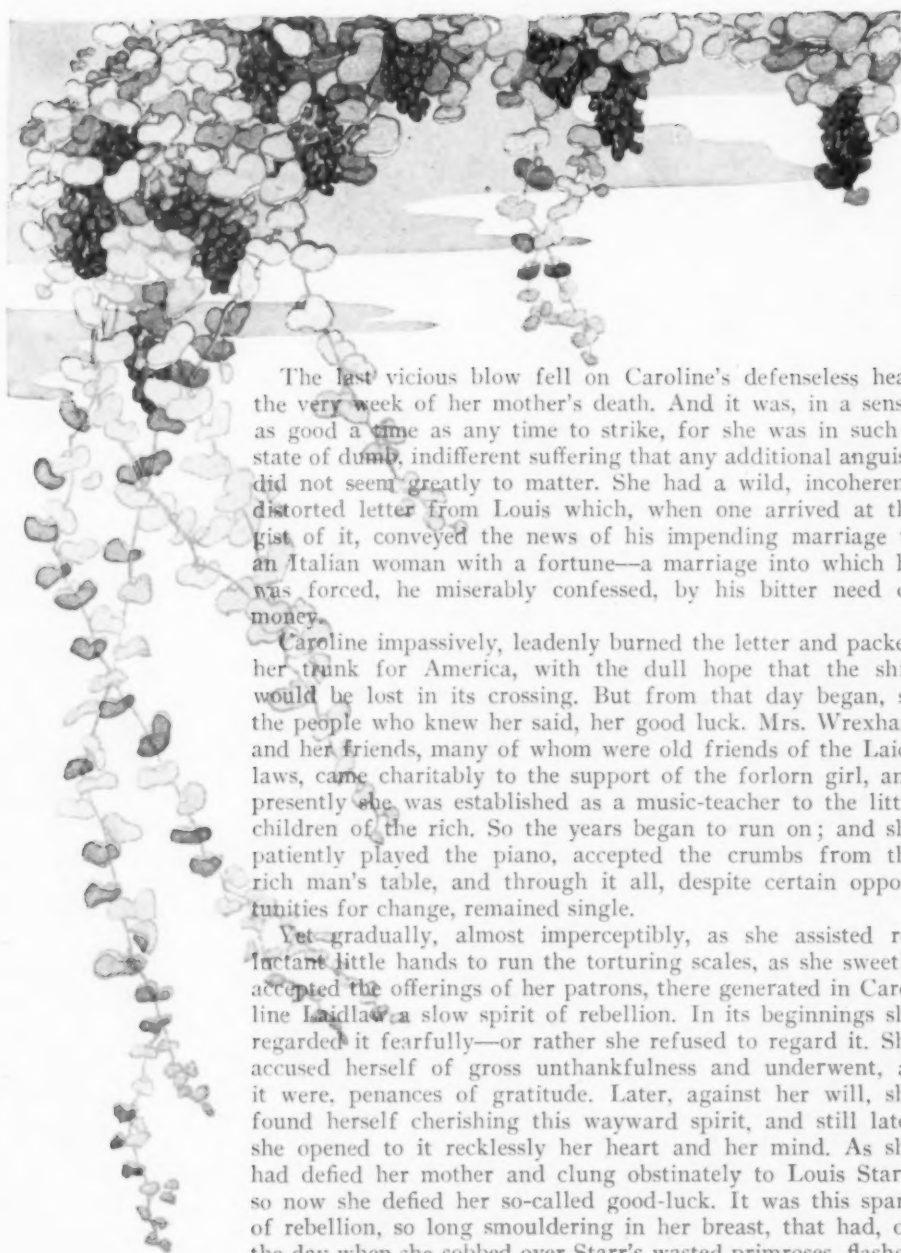 The last vicious blow fell on Caroline's defenseless hea
the very week of her mother's death. And it was, in a sens
as good a time as any time to strike, for she was in such
state of dumb, indifferent suffering that any additional anguis
did not seem greatly to matter. She had a wild, incoheren
distorted letter from Louis which, when one arrived at th
gist of it, conveyed the news of his impending marriage
an Italian woman with a fortune—a marriage into which h
was forced, he miserably confessed, by his bitter need o
money.
Caroline impassively, leadenly burned the letter and packe
her trunk for America, with the dull hope that the shi
would be lost in its crossing. But from that day began, s
the people who knew her said, her good luck. Mrs. Wrexha
and her friends, many of whom were old friends of the Laid
laws, came charitably to the support of the forlorn girl, an
presently she was established as a music-teacher to the littl
children of the rich. So the years began to run on; and sh
patiently played the piano, accepted the crumbs from th
rich man's table, and through it all, despite certain oppor
tunities for change, remained single.
Yet gradually, almost imperceptibly, as she assisted re
luctant little hands to run the torturing scales, as she sweet
accepted the offerings of her patrons, there generated in Caro
line Laidlaw a slow spirit of rebellion. In its beginnings sh
regarded it fearfully—or rather she refused to regard it. Sh
accused herself of gross unthankfulness and underwent, a
it were, penances of gratitude. Later, against her will, sh
found herself cherishing this wayward spirit, and still late
she opened to it recklessly her heart and her mind. As sh
had defied her mother and clung obstinately to Louis Star
so now she defied her so-called good-luck. It was this spar
of rebellion, so long smouldering in her breast, that had, o
the day when she sobbed over Starr's wasted primroses, flashe